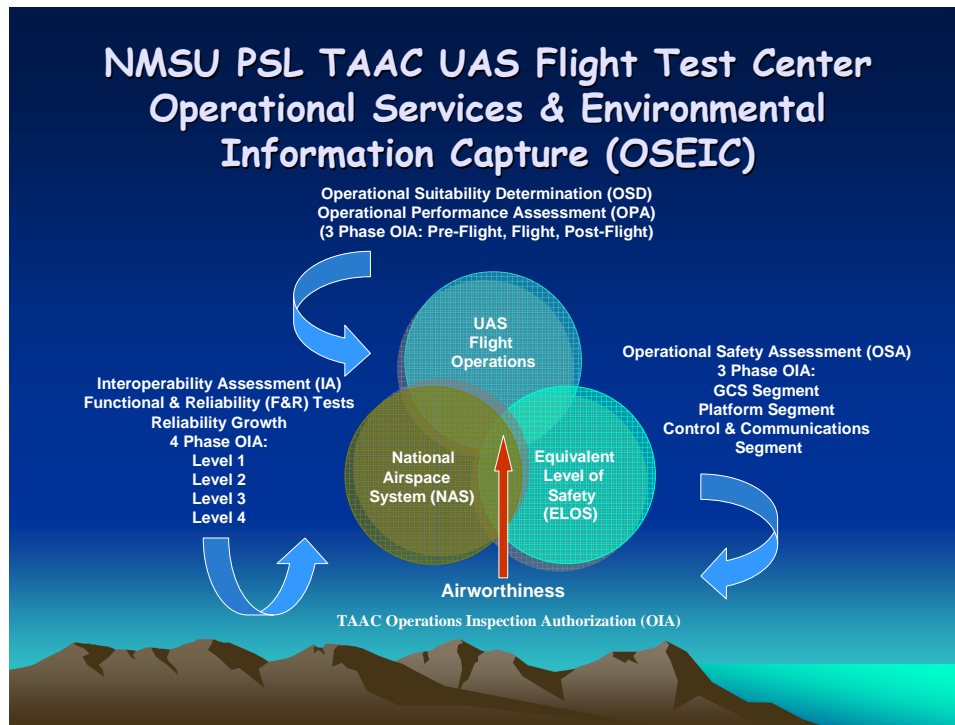 NMSU PSL TAAC UAS Flight Test Center
Operational Services & Environmental
Information Capture (OSEIC)
Operational Suitability Determination (OSD)
Operational Performance Assessment (OPA)
(3 Phase OIA: Pre-Flight, Flight, Post-Flight)
UAS
Flight
Operations
Interoperability Assessment (IA)
Functional & Reliability (F&R) Tests
Reliability Growth
4 Phase OIA:
Level 1
Level 2
Level 3
Level 4
National
Airspace
System (NAS)
Equivalent
Level of
Safety
(ELOS)
Operational Safety Assessment (OSA)
3 Phase OIA:
GCS Segment
Platform Segment
Control & Communications
Segment
Airworthiness
TAAC Operations Inspection Authorization (OIA)